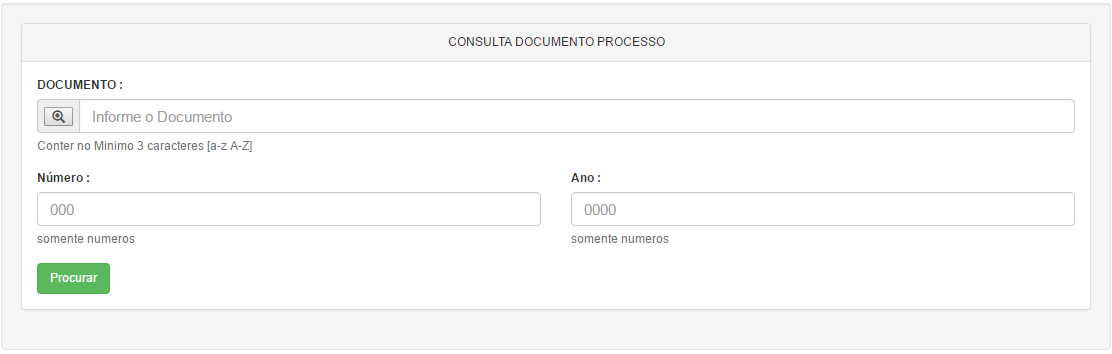 CONSULTA DOCUMENTO PROCESSO
DOCUMENTO :
Informe o Documento
Conter no Minimo 3 caracteres [a-z A-Z]
Número : Ano :
000 0000
somente numeros somente numeros
Procurar